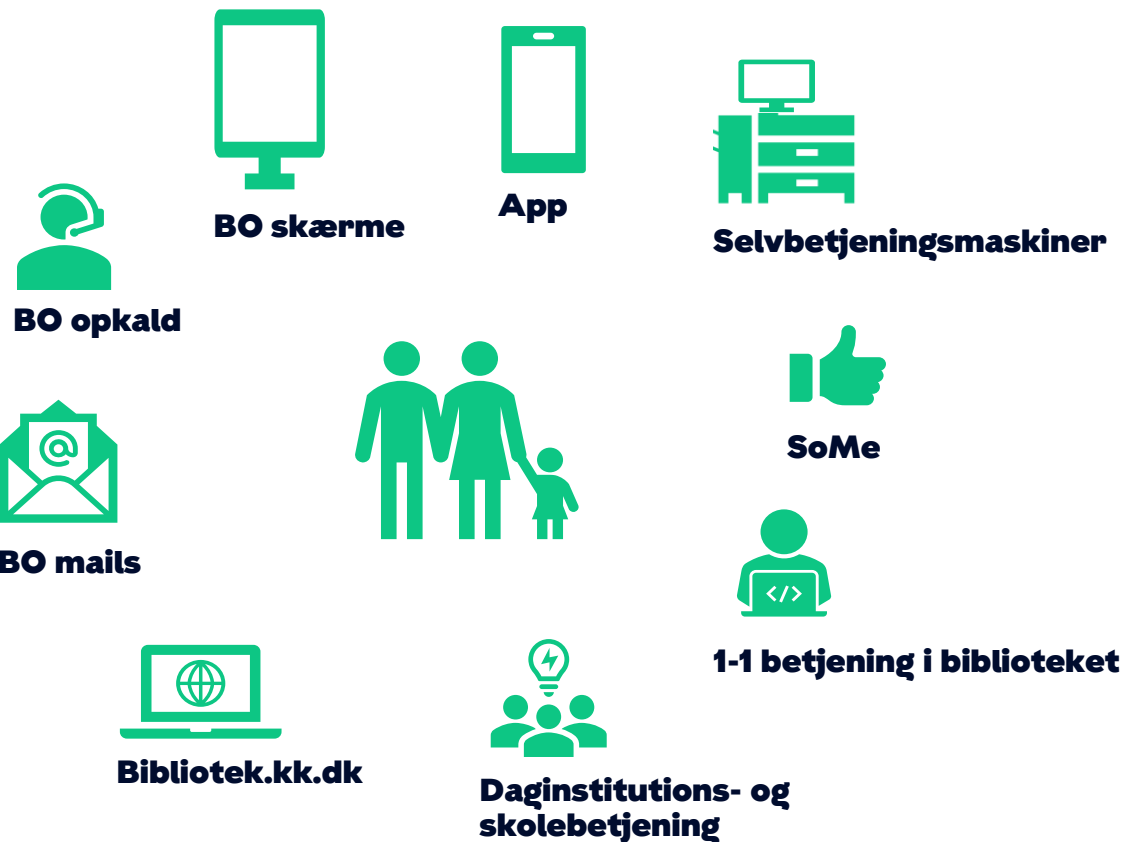 BO skærme
App
Selvbetjeningsmaskiner
BO opkald
SoMe
BO mails
1-1 betjening i biblioteket
Bibliotek.kk.dk
Daginstitutions- og
skolebetjening
@
</>